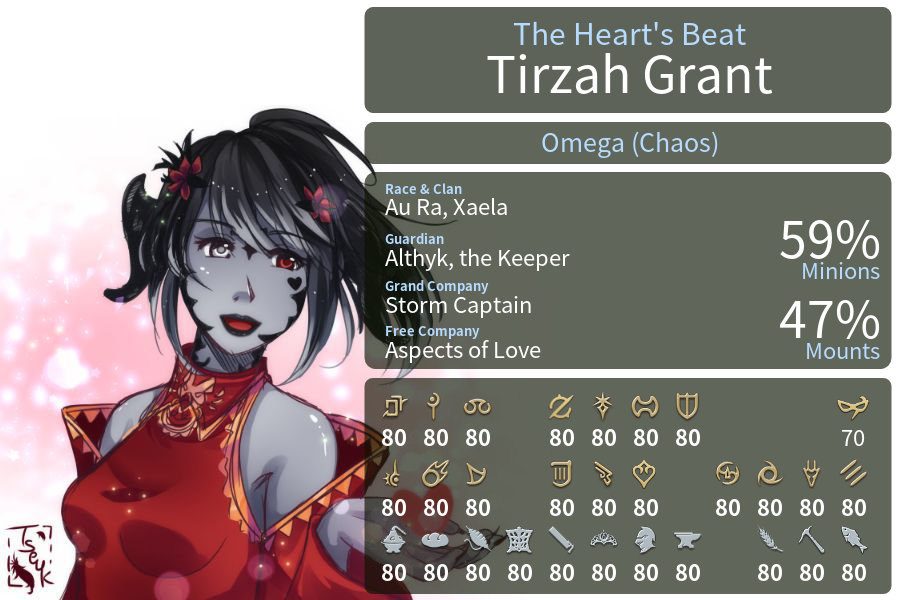 The Heart's Beat
Tirzah Grant
Omega (Chaos)
Race & Clan
Au Ra, Xaela
Guardian
Althyk, the Keeper
Grand Company
Storm Captain
Free Company
Aspects of Love
59%
Minions
47%
Mounts
80 80 80 80 80 80 80 70
80 80 80 80 80 80 80 80 80 80
80 80 80 80 80 80 80 80 80 80 80
Tseuk